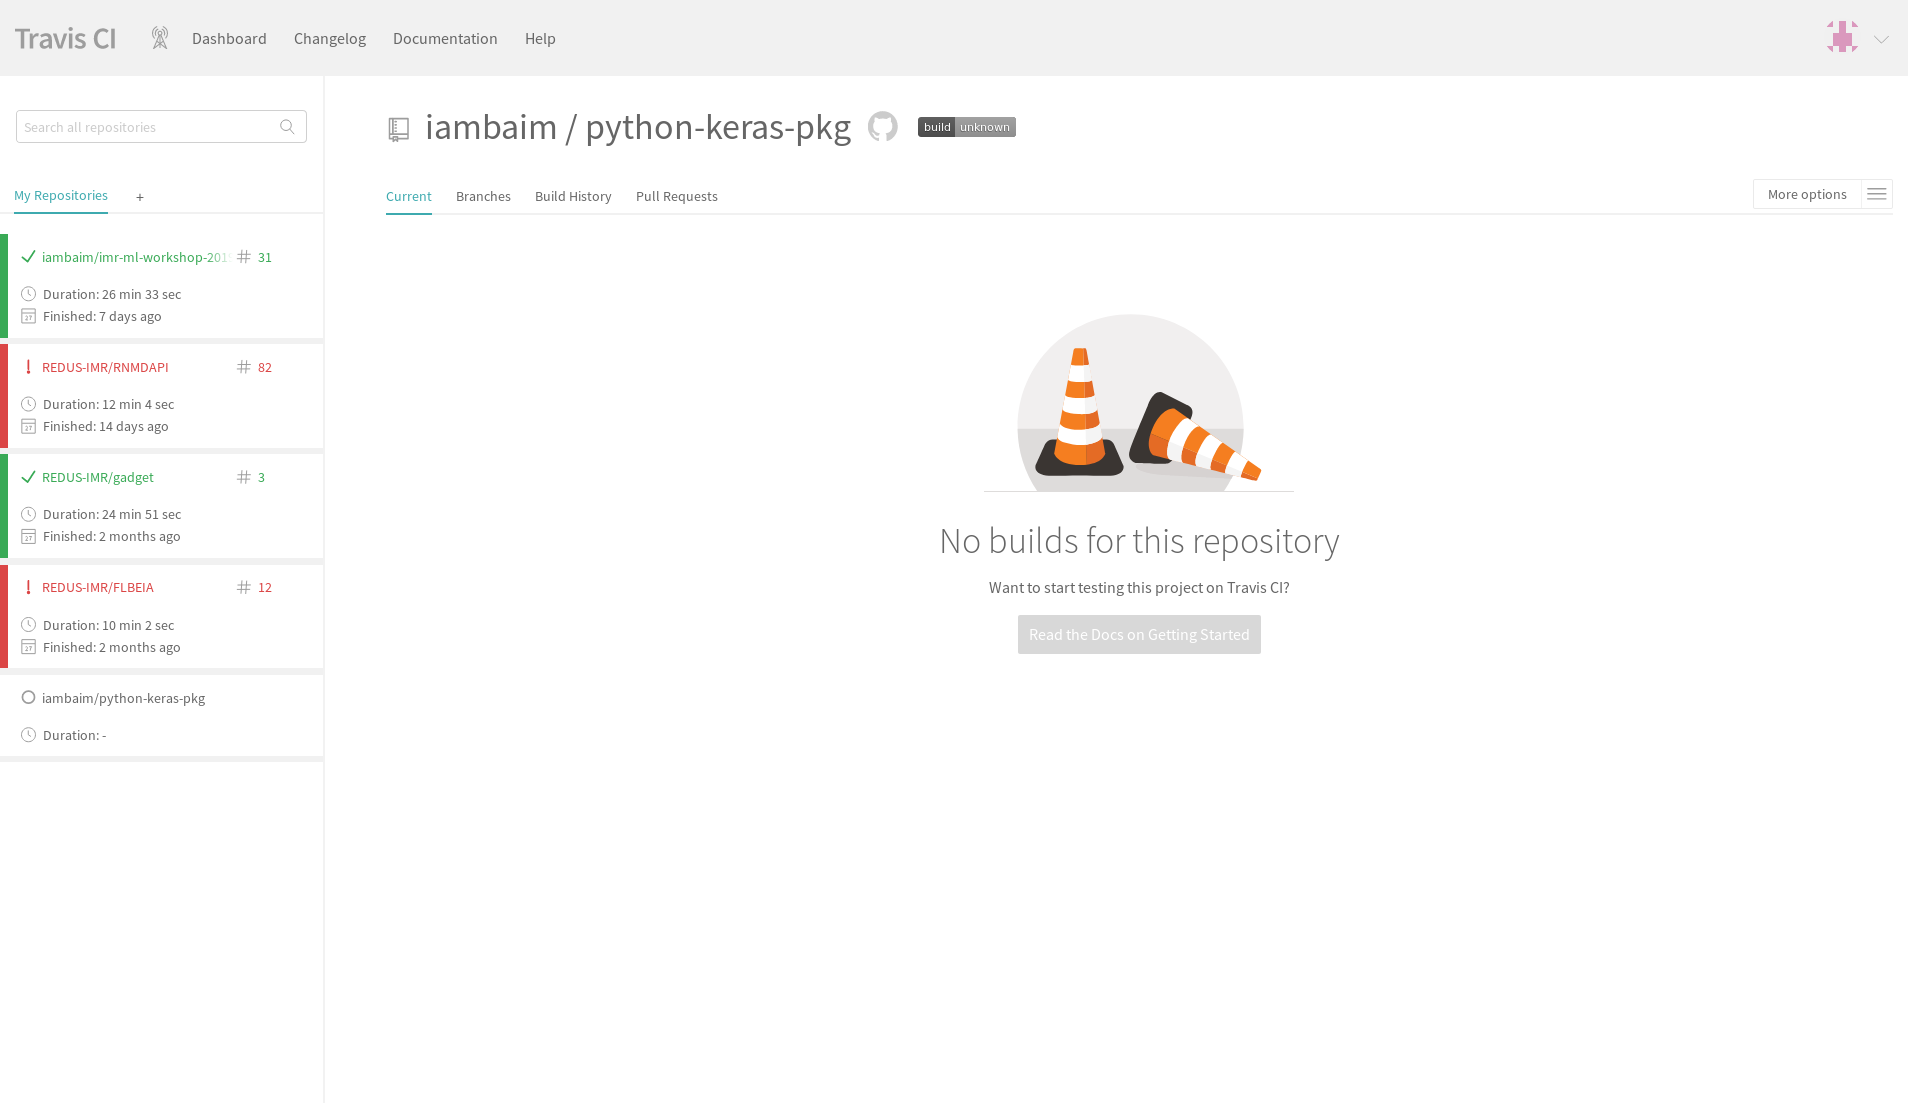 Travis CI
Dashboard
Changelog
Documentation
Help
Search all repositories
My Repositories
+
iambaim/imr-ml-workshop-201
# 31
Duration: 26 min 33 sec
Finished: 7 days ago
REDUS-IMR/RNMDAPI
# 82
Duration: 12 min 4 sec
Finished: 14 days ago
REDUS-IMR/gadget
# 3
Duration: 24 min 51 sec
Finished: 2 months ago
REDUS-IMR/FLBEIA
# 12
Duration: 10 min 2 sec
Finished: 2 months ago
iambaim/python-keras-pkg
Duration: -
iambaim / python-keras-pkg
build unknown
Current
Branches
Build History
Pull Requests
More options
No builds for this repository
Want to start testing this project on Travis CI?
Read the Docs on Getting Started